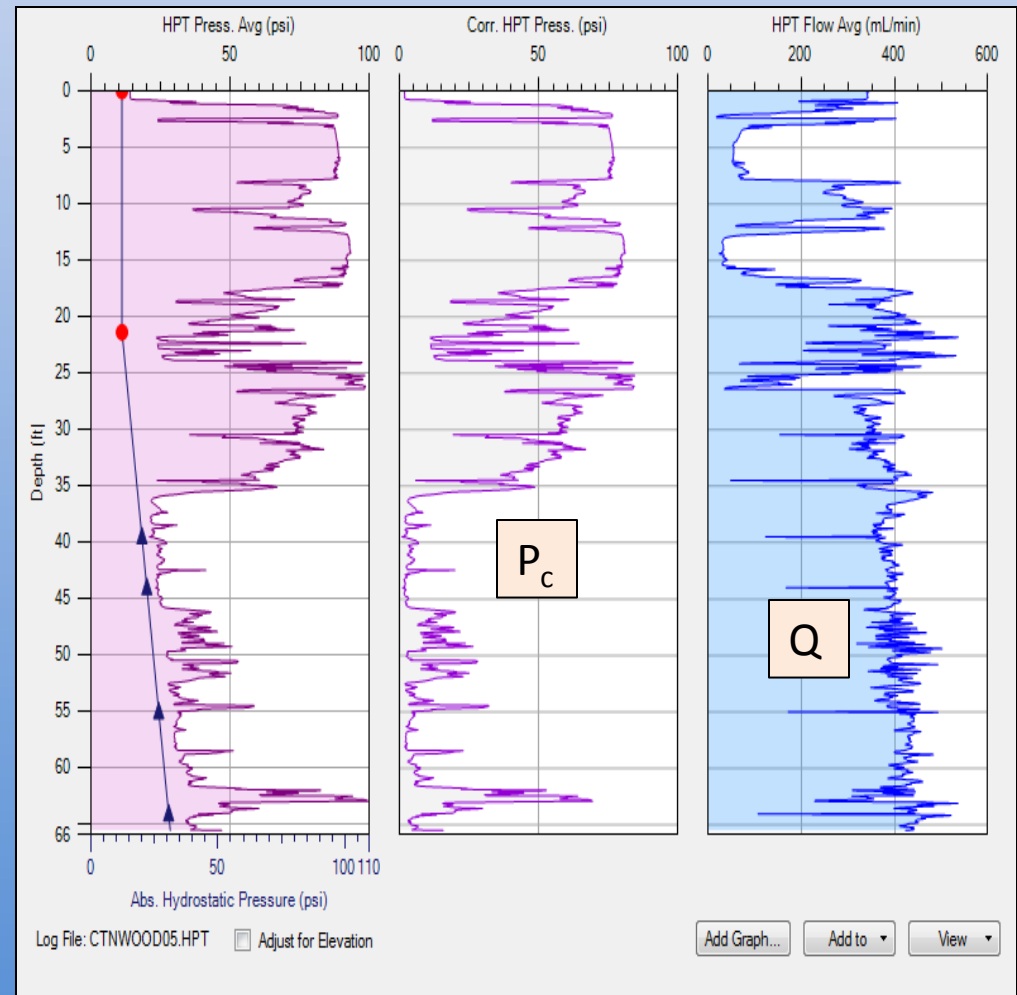 HPT Press. Avg (psi)
Corr. HPT Press. (psi)
HPT Flow Avg (mL/min)
0 50 100
0 50 100
0 200 400 600
Depth (ft)
0
5
10
15
20
25
30
35
40
45
50
55
60
66
P_c
Q
0 50 100 110
Abs. Hydrostatic Pressure (psi)
Log File: CTNWOOD05.HPT
Adjust for Elevation
Add Graph...
Add to
View